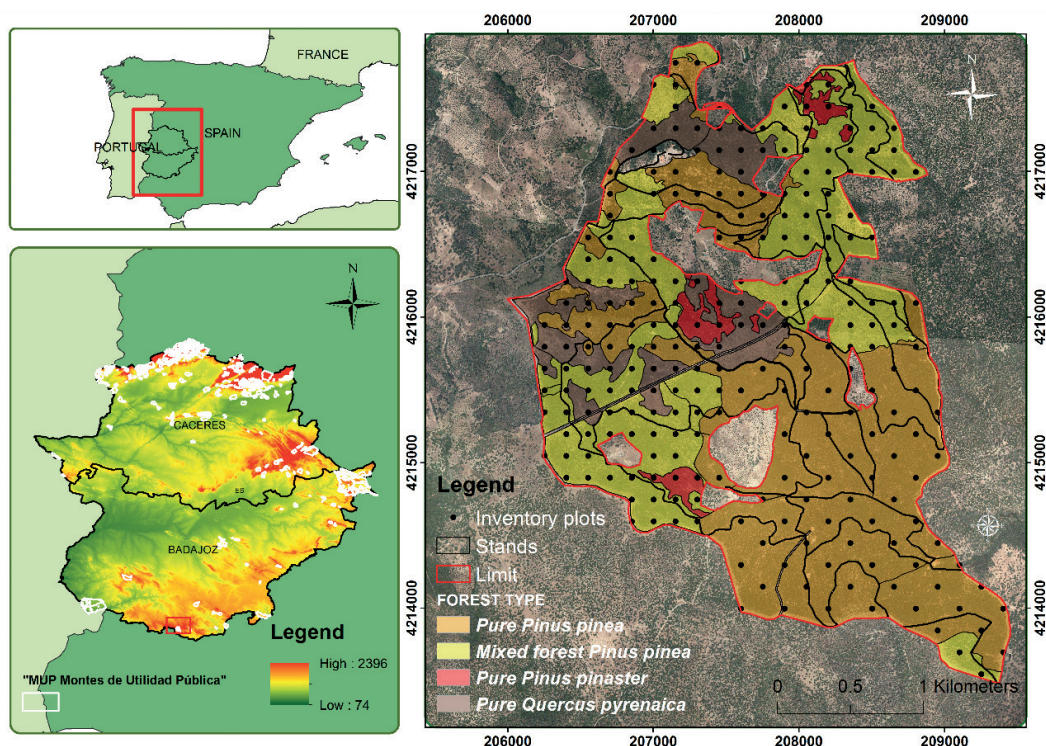 FRANCE
SPAIN
PORTUGAL
N
CACERES
BADAJOZ
Legend
High : 2396
Low : 74
"MUP Montes de Utilidad Pública"
206000 207000 208000 209000
4217000
4216000
4215000
4214000
N
Legend
Inventory plots
Stands
Limit
FOREST TYPE
Pure Pinus pinea
Mixed forest Pinus pinea
Pure Pinus pinaster
Pure Quercus pyrenaica
0 0.5 1 Kilometers
4217000
4216000
4215000
4214000
206000 207000 208000 209000